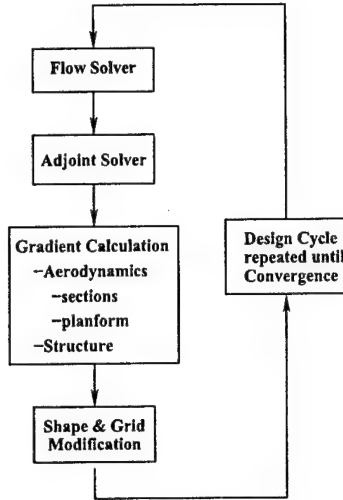 Flow Solver
Adjoint Solver
Gradient Calculation
−Aerodynamics
−sections
−planform
−Structure
Shape & Grid
Modification
Design Cycle
repeated until
Convergence